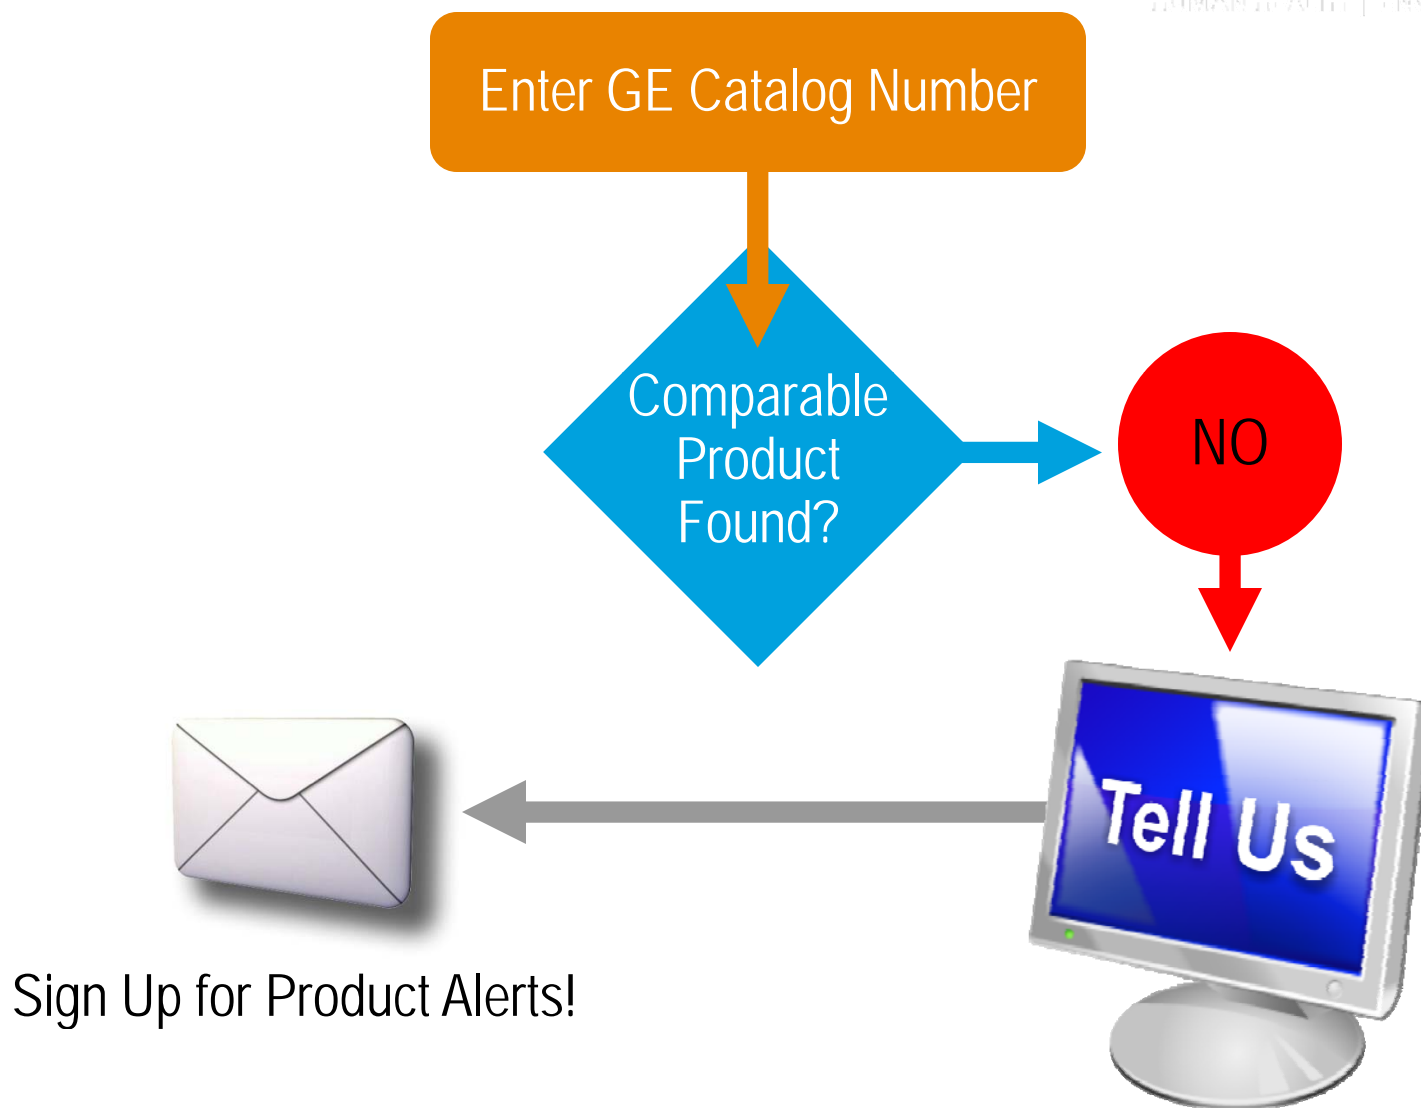 Enter GE Catalog Number
Comparable
Product
Found?
NO
Tell Us
Sign Up for Product Alerts!